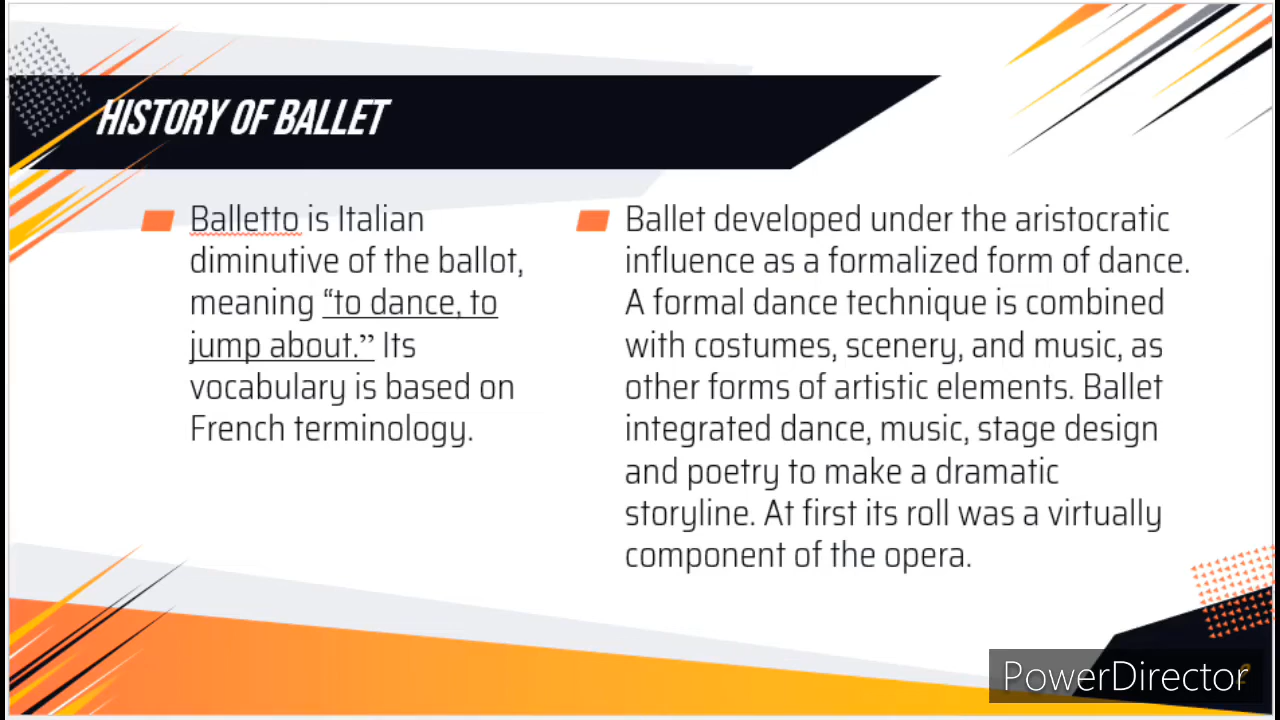 HISTORY OF BALLET
Balletto is Italian
diminutive of the ballot,
meaning “to dance, to
jump about.” Its
vocabulary is based on
French terminology.
Ballet developed under the aristocratic
influence as a formalized form of dance.
A formal dance technique is combined
with costumes, scenery, and music, as
other forms of artistic elements. Ballet
integrated dance, music, stage design
and poetry to make a dramatic
storyline. At first its roll was a virtually
component of the opera.
PowerDirector
2